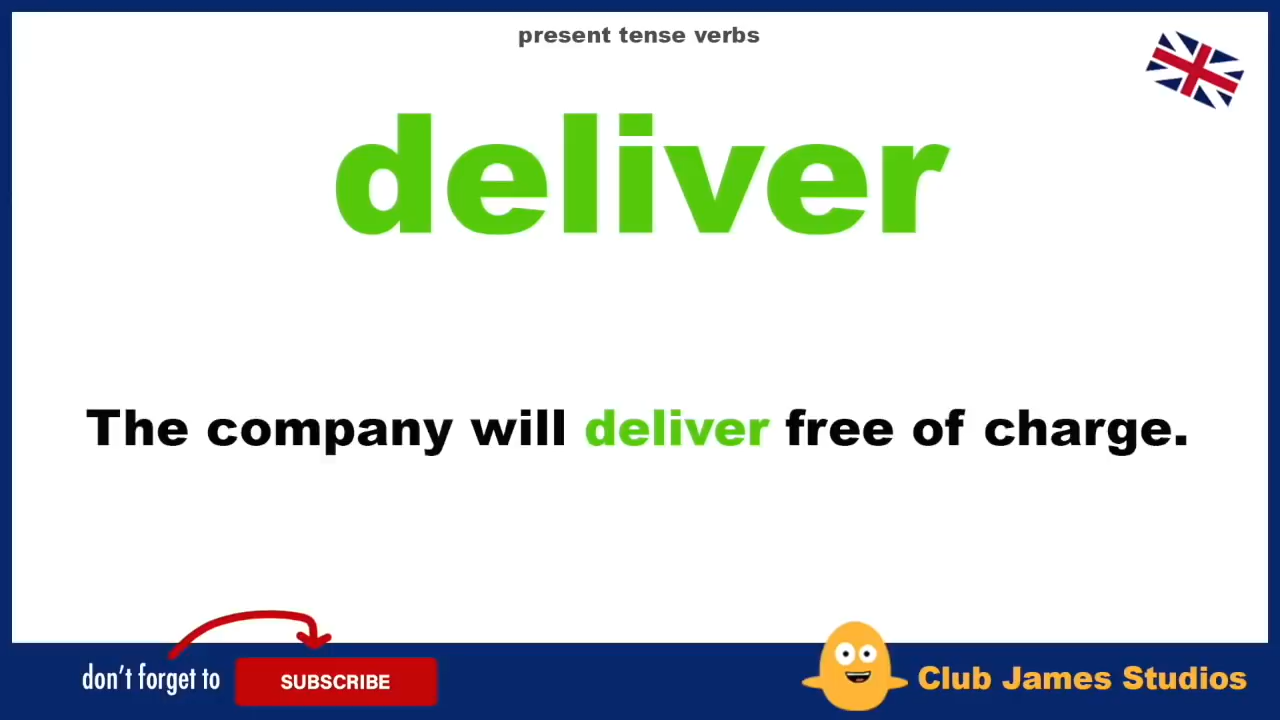 present tense verbs
deliver
The company will deliver free of charge.
don't forget to
SUBSCRIBE
Club James Studios